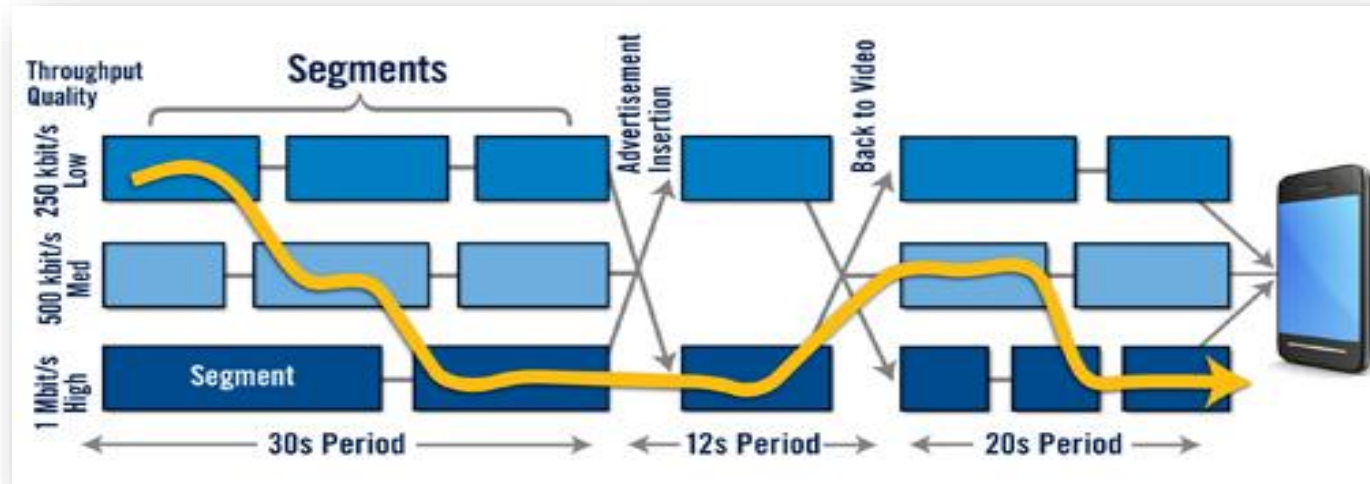 Throughput
Quality
Segments
Advertisement
Insertion
Back to Video
250 kbit/s
Low
500 kbit/s
Med
1 Mbit/s
High
Segment
30s Period
12s Period
20s Period